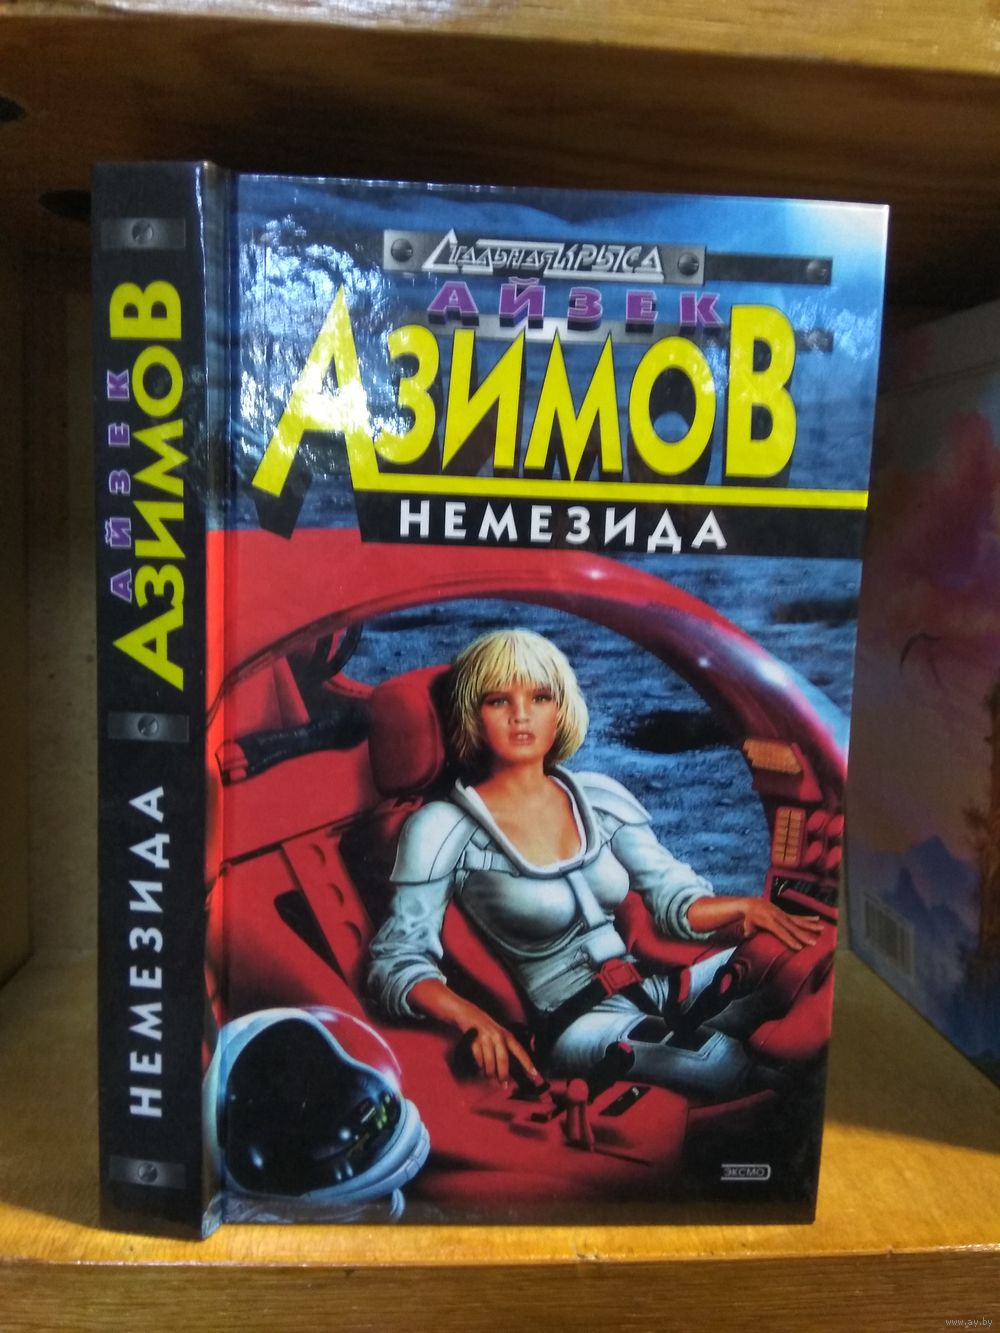 АЙЗЕК
АЗИМОВ
НЕМЕЗИДА
Стальная Крыса
АЙЗЕК
АЗИМОВ
НЕМЕЗИДА
ЭКСМО
www.ay.by